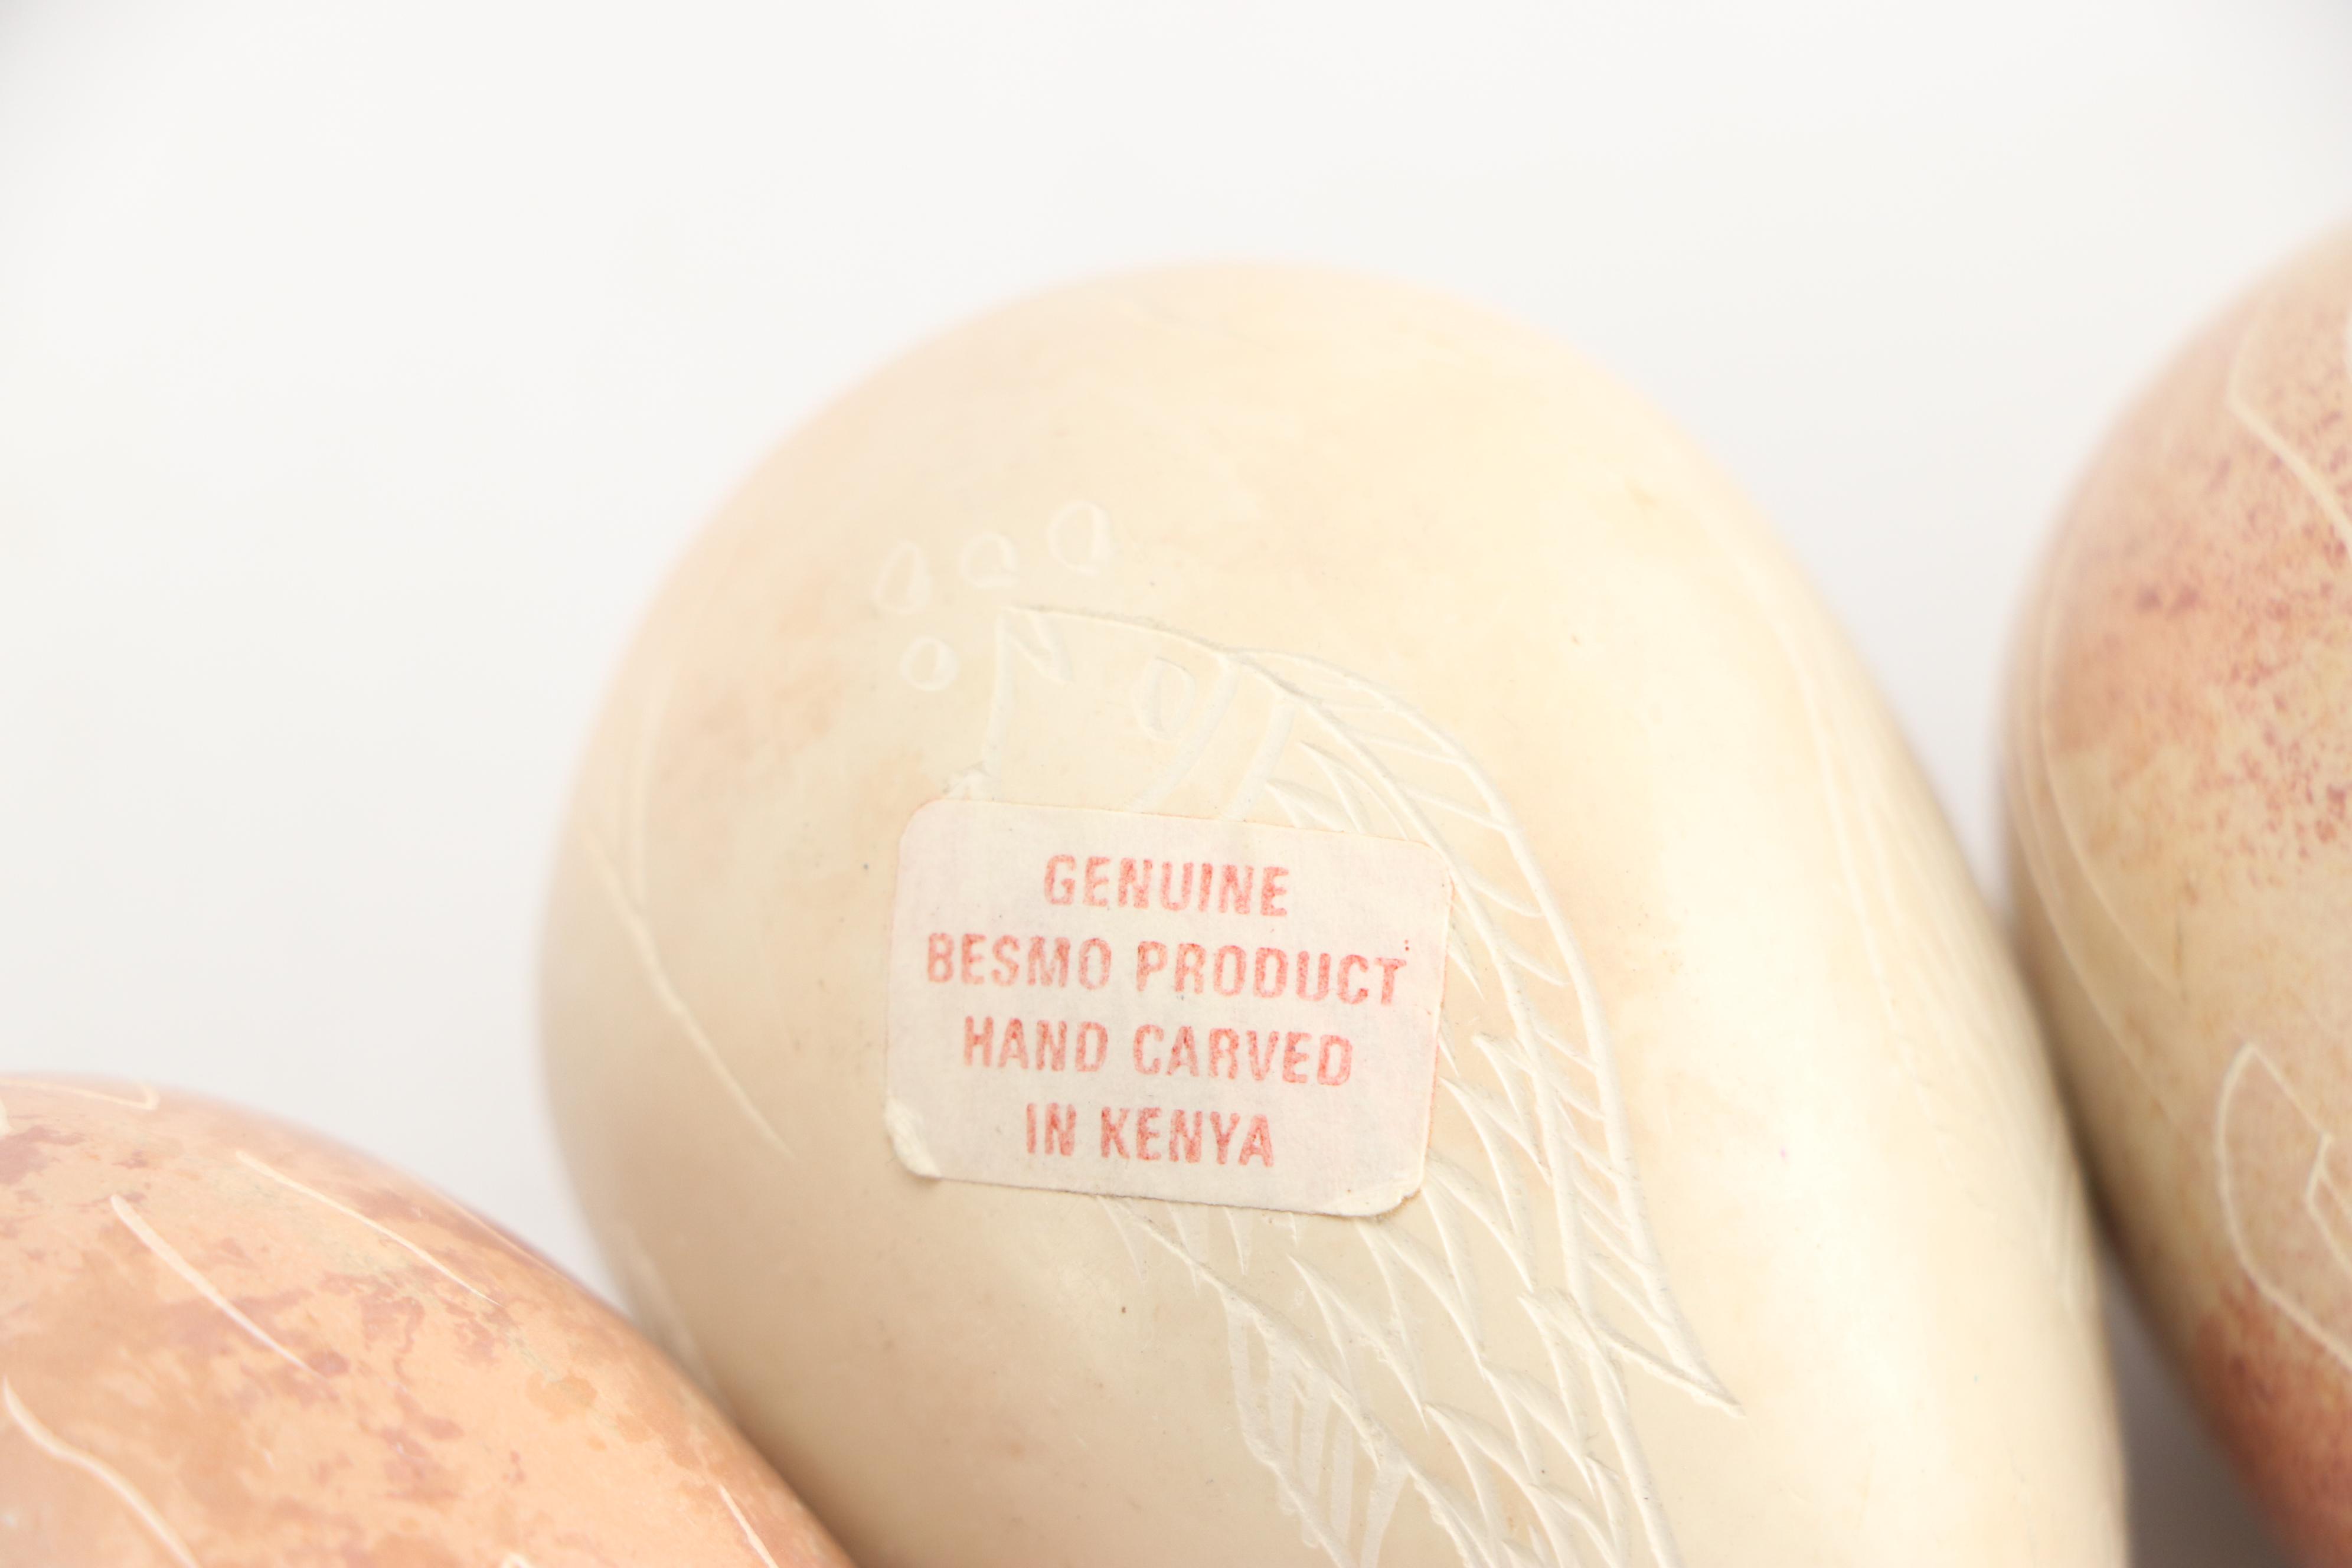 GENUINE
BESMO PRODUCT
HAND CARVED
IN KENYA